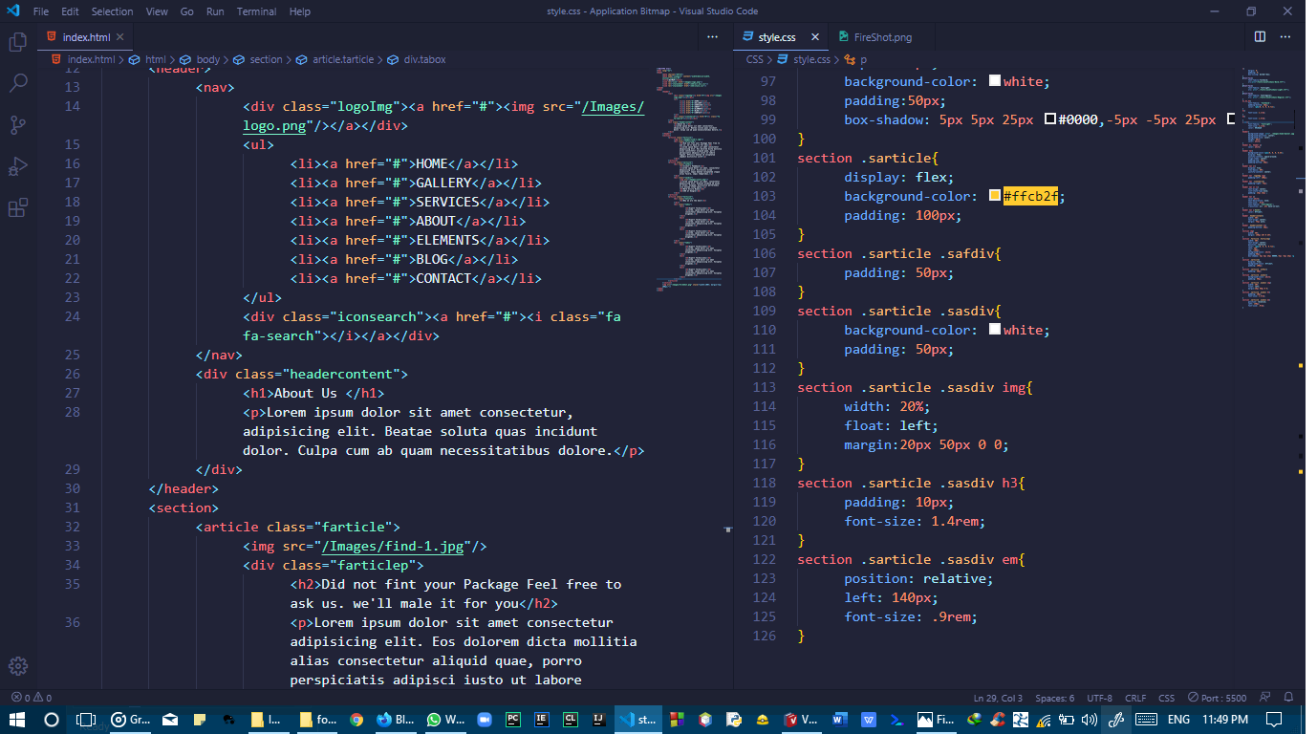 File Edit Selection View Go Run Terminal Help
style.css - Application Bitmap - Visual Studio Code
index.html
style.css
FireShot.png
index.html > html > body > section > article.tarticle > div.tabox
CSS > style.css > p
12 <header>
13 <nav>
14 <div class="logoImg"><a href="#"><img src="/Images/
logo.png"/></a></div>
15 <ul>
16 <li><a href="#">HOME</a></li>
17 <li><a href="#">GALLERY</a></li>
18 <li><a href="#">SERVICES</a></li>
19 <li><a href="#">ABOUT</a></li>
20 <li><a href="#">ELEMENTS</a></li>
21 <li><a href="#">BLOG</a></li>
22 <li><a href="#">CONTACT</a></li>
23 </ul>
24 <div class="iconsearch"><a href="#"><i class="fa
fa-search"></i></a></div>
25 </nav>
26 <div class="headercontent">
27 <h1>About Us </h1>
28 <p>Lorem ipsum dolor sit amet consectetur,
adipisicing elit. Beatae soluta quas incidunt
dolor. Culpa cum ab quam necessitatibus dolore.</p>
29 </div>
30 </header>
31 <section>
32 <article class="farticle">
33 <img src="/Images/find-1.jpg"/>
34 <div class="farticlep">
35 <h2>Did not fint your Package Feel free to
ask us. we'll male it for you</h2>
36 <p>Lorem ipsum dolor sit amet consectetur
adipisicing elit. Eos dolorem dicta mollitia
alias consectetur aliquid quae, porro
perspiciatis adipisci iusto ut labore
97 background-color: white;
98 padding:50px;
99 box-shadow: 5px 5px 25px #0000,-5px -5px 25px
100 }
101 section .sarticle{
102 display: flex;
103 background-color: #ffcb2f;
104 padding: 100px;
105 }
106 section .sarticle .safdiv{
107 padding: 50px;
108 }
109 section .sarticle .sasdiv{
110 background-color: white;
111 padding: 50px;
112 }
113 section .sarticle .sasdiv img{
114 width: 20%;
115 float: left;
116 margin:20px 50px 0 0;
117 }
118 section .sarticle .sasdiv h3{
119 padding: 10px;
120 font-size: 1.4rem;
121 }
122 section .sarticle .sasdiv em{
123 position: relative;
124 left: 140px;
125 font-size: .9rem;
126 }
0 0
Ln 29, Col 3 Spaces: 6 UTF-8 CRLF CSS Port : 5500
Gr... I... fo... Bl... W... PC IE CL IJ st... V... W Fi... ENG 11:49 PM